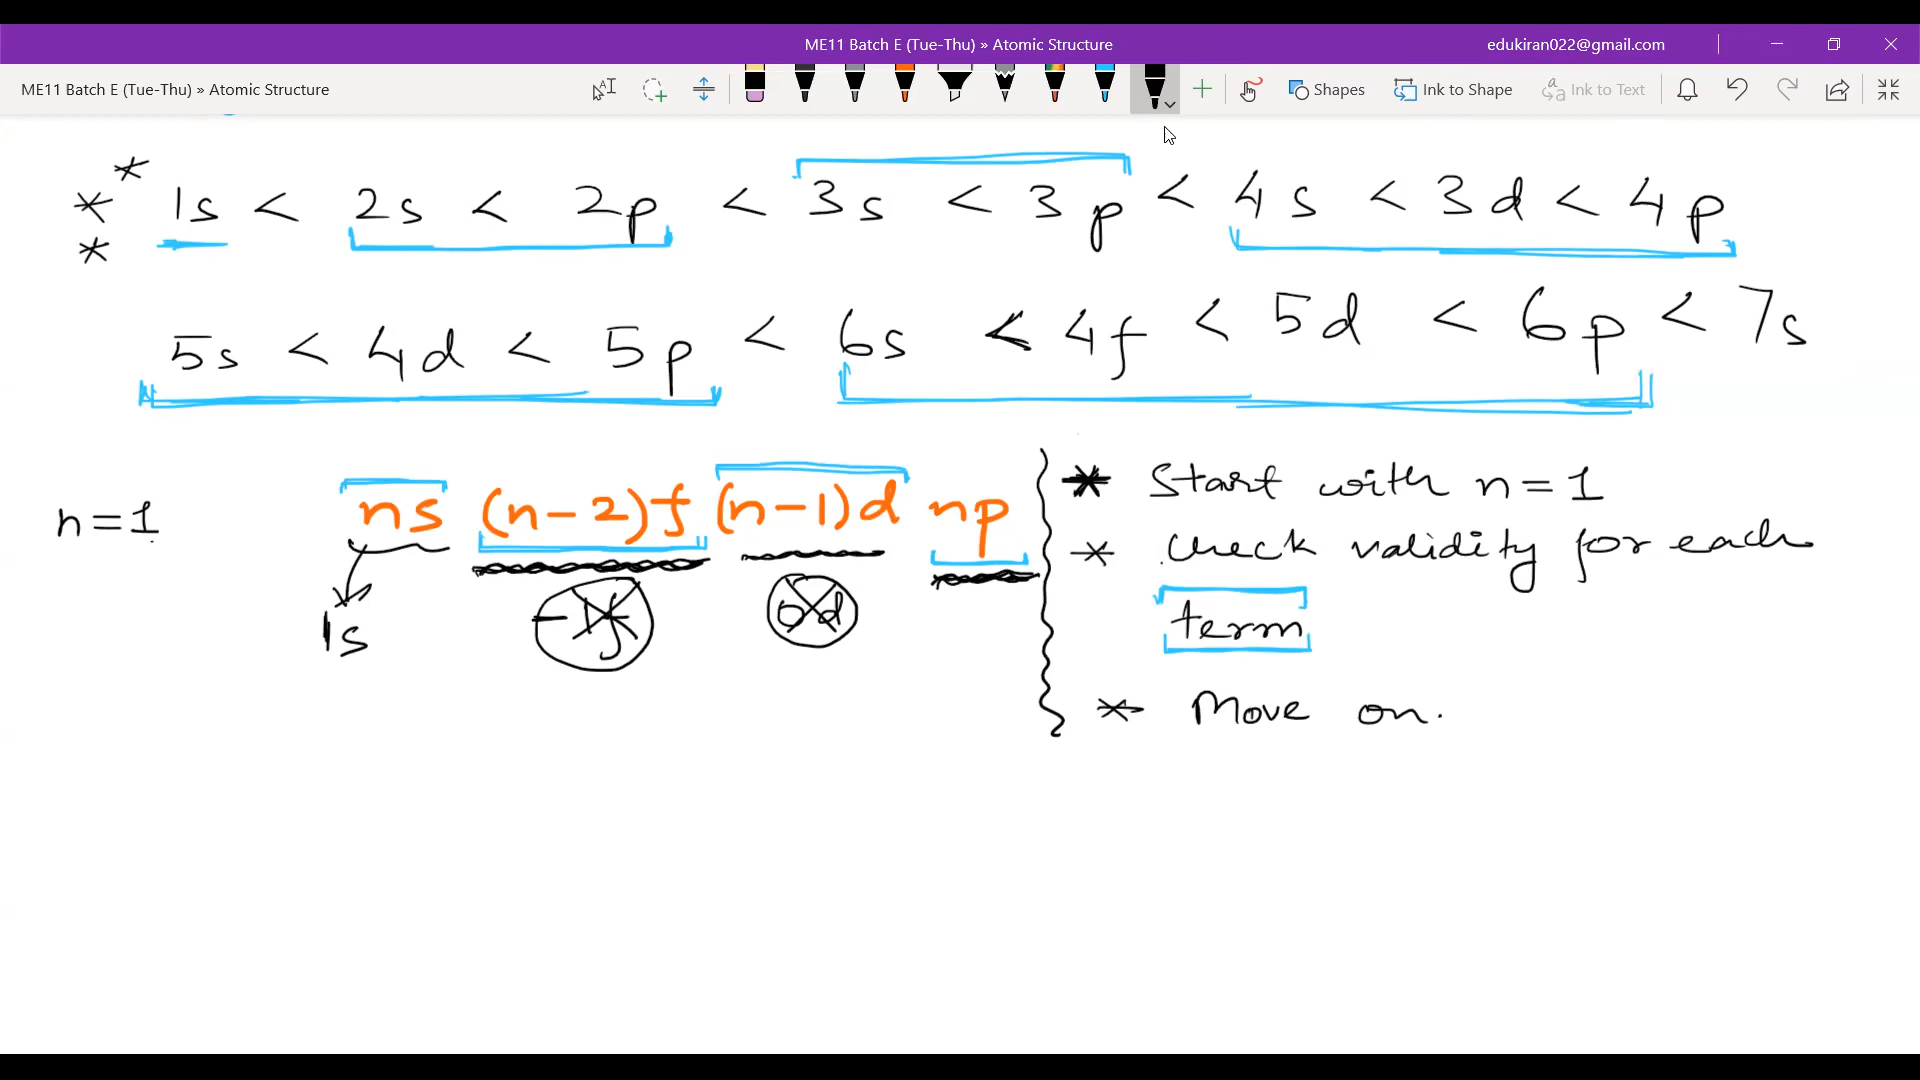 ME11 Batch E (Tue-Thu) » Atomic Structure
edukiran022@gmail.com
ME11 Batch E (Tue-Thu) » Atomic Structure
Shapes
Ink to Shape
Ink to Text
* * * 1s < 2s < 2p < 3s < 3p < 4s < 3d < 4p
5s < 4d < 5p < 6s < 4f < 5d < 6p < 7s
n=1 ns (n-2)f (n-1)d np
1s -1f 0d
* Start with n=1
* Check validity for each
term
* Move on.